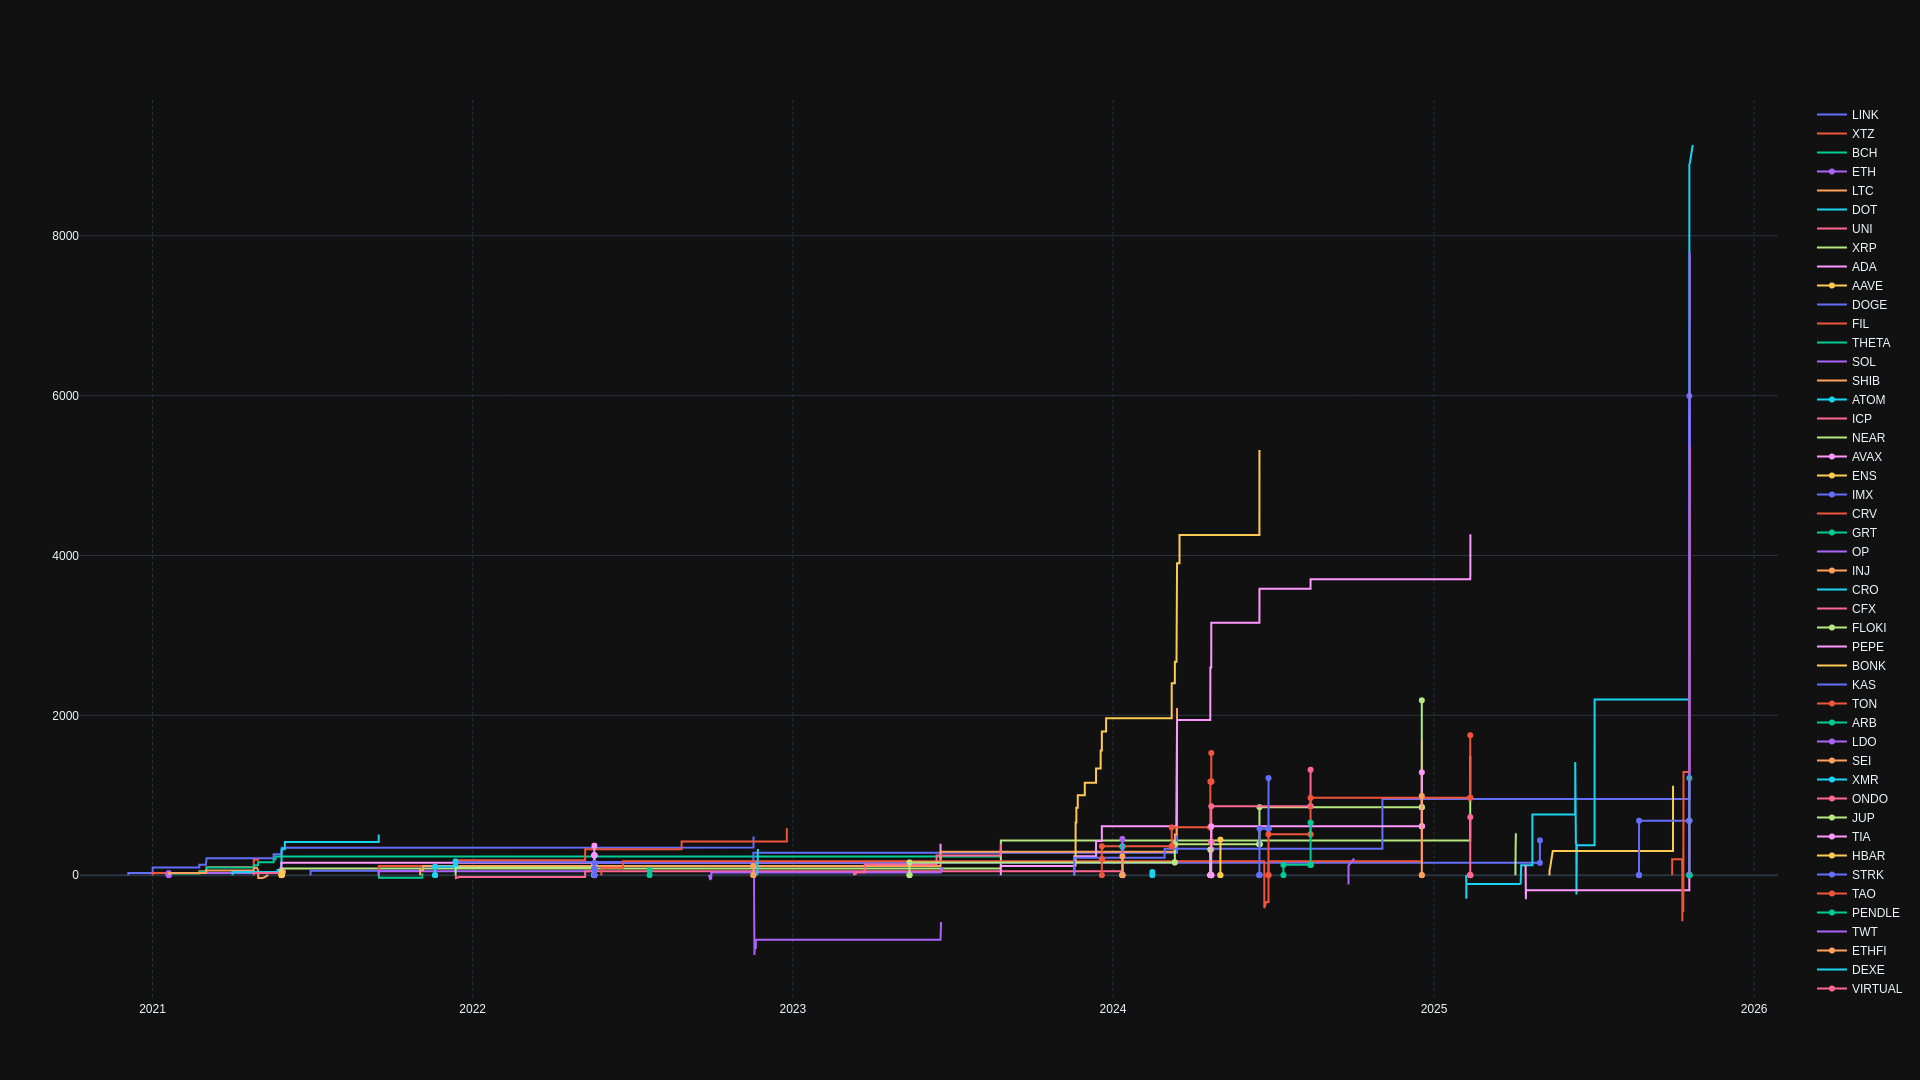 8000
6000
4000
2000
0
2021
2022
2023
2024
2025
2026
LINK
XTZ
BCH
ETH
LTC
DOT
UNI
XRP
ADA
AAVE
DOGE
FIL
THETA
SOL
SHIB
ATOM
ICP
NEAR
AVAX
ENS
IMX
CRV
GRT
OP
INJ
CRO
CFX
FLOKI
PEPE
BONK
KAS
TON
ARB
LDO
SEI
XMR
ONDO
JUP
TIA
HBAR
STRK
TAO
PENDLE
TWT
ETHFI
DEXE
VIRTUAL